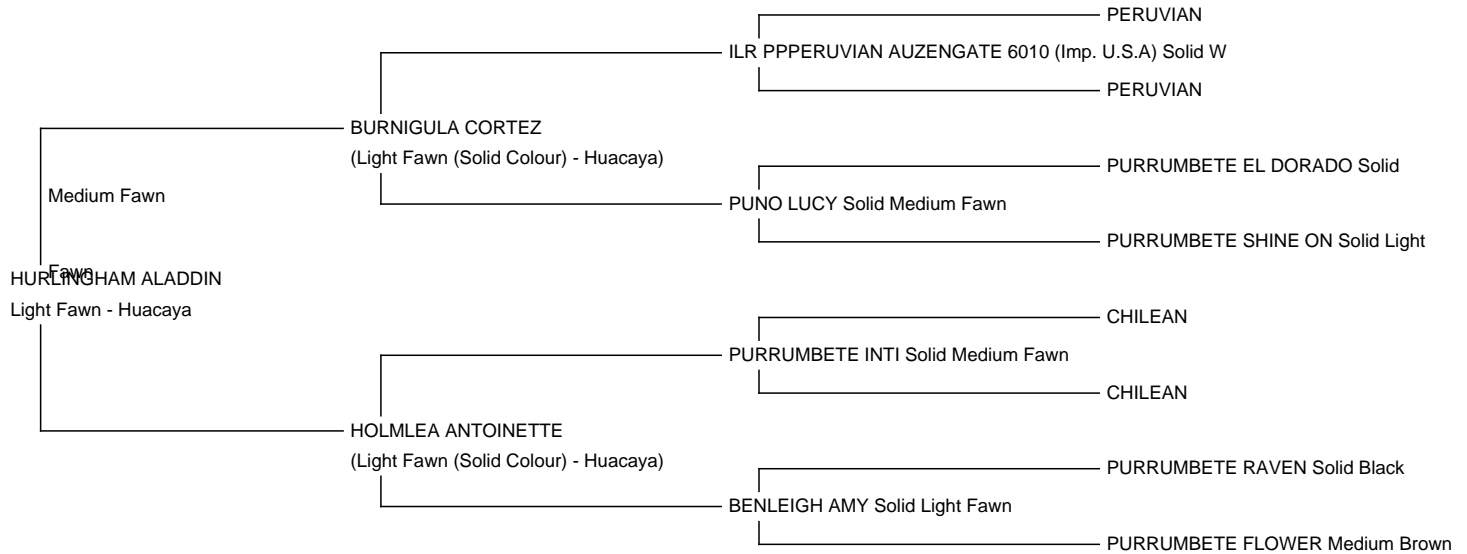 PERUVIAN
ILR PPPERUVIAN AUZENGATE 6010 (Imp. U.S.A) Solid W
PERUVIAN
BURNIGULA CORTEZ
(Light Fawn (Solid Colour) - Huacaya)
PURRUMBETE EL DORADO Solid
Medium Fawn
PUNO LUCY Solid Medium Fawn
PURRUMBETE SHINE ON Solid Light
Fawn
HURLINGHAM ALADDIN
Light Fawn - Huacaya
CHILEAN
PURRUMBETE INTI Solid Medium Fawn
CHILEAN
HOLMLEA ANTOINETTE
(Light Fawn (Solid Colour) - Huacaya)
PURRUMBETE RAVEN Solid Black
BENLEIGH AMY Solid Light Fawn
PURRUMBETE FLOWER Medium Brown